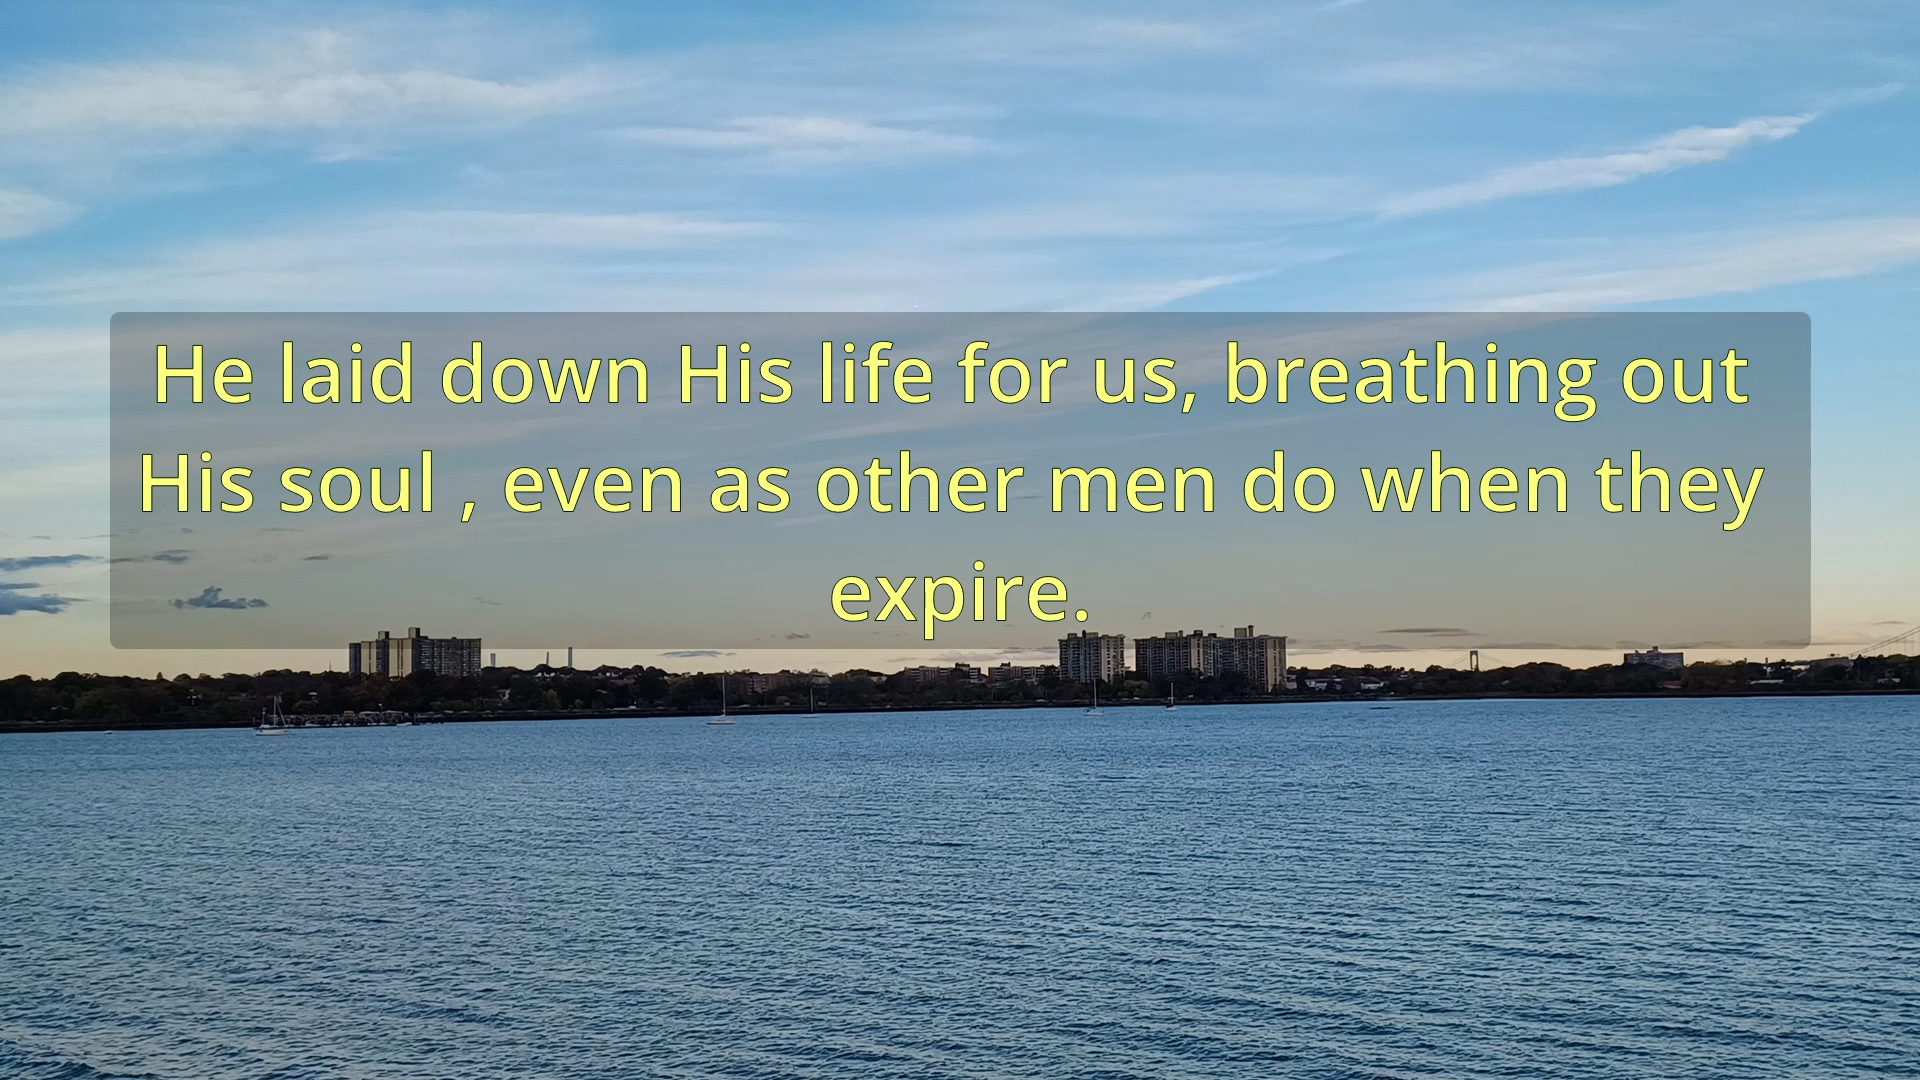 He laid down His life for us, breathing out
His soul , even as other men do when they
expire.